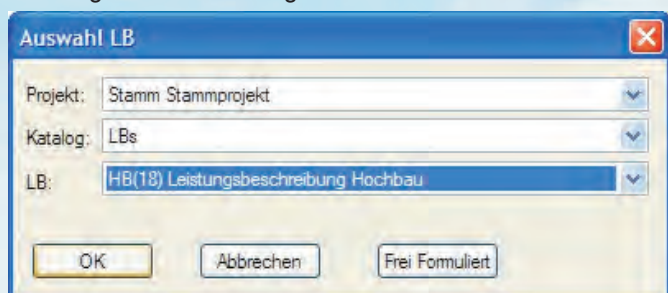 Auswahl LB
Projekt: Stamm Stammprojekt
Katalog: LBs
LB: HB(18) Leistungsbeschreibung Hochbau
OK Abbrechen Frei Formuliert